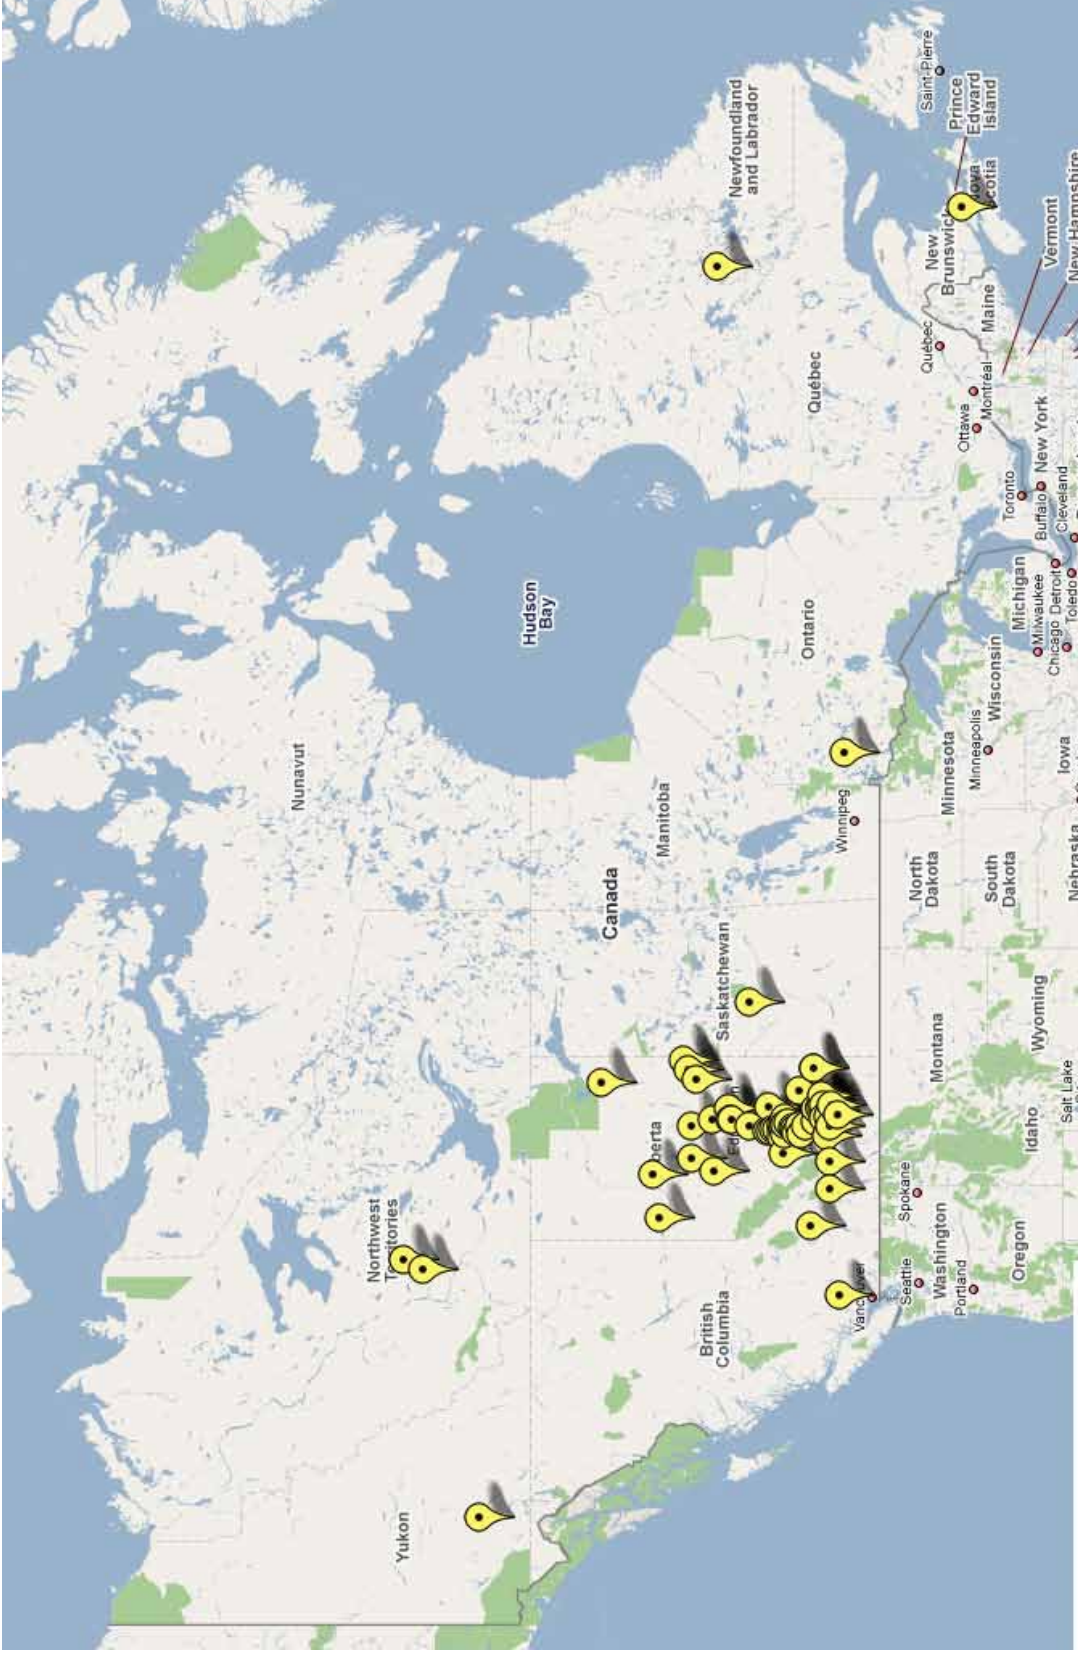 Saint-Pierre
Prince
Edward
Island
Newfoundland
and Labrador
New
Brunswick
Vermont
New Hampshire
Maine
Québec
Québec
Montréal
Ottawa
New York
Toronto
Buffalo
Cleveland
Hudson
Bay
Ontario
Michigan
Detroit
Toledo
Milwaukee
Chicago
Wisconsin
Minneapolis
Minnesota
Iowa
Nunavut
Manitoba
Winnipeg
Canada
North
Dakota
South
Dakota
Nebraska
Saskatchewan
Montana
Wyoming
Salt Lake
Idaho
Spokane
Northwest
Territories
Washington
Oregon
Seattle
Portland
British
Columbia
Yukon